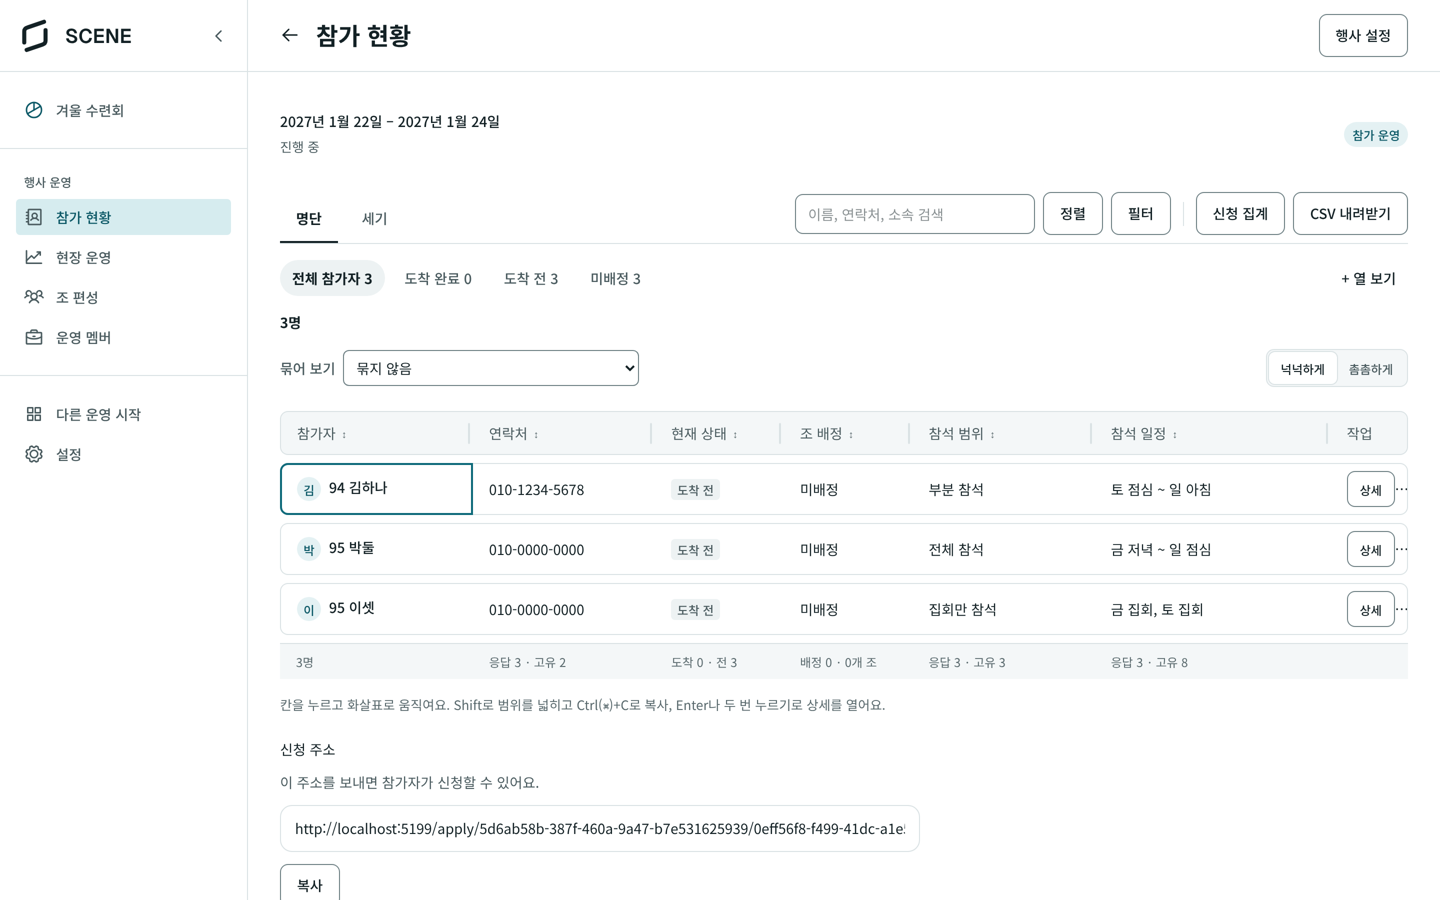 SCENE
참가 현황
행사 설정
겨울 수련회
행사 운영
참가 현황
현장 운영
조 편성
운영 멤버
다른 운영 시작
설정
2027년 1월 22일 – 2027년 1월 24일
진행 중
참가 운영
명단 세기
이름, 연락처, 소속 검색 정렬 필터 신청 집계 CSV 내려받기
전체 참가자 3 도착 완료 0 도착 전 3 미배정 3 + 열 보기
3명
묶어 보기 묶지 않음 넉넉하게 촘촘하게
참가자 ↕ 연락처 ↕ 현재 상태 ↕ 조 배정 ↕ 참석 범위 ↕ 참석 일정 ↕ 작업
김 94 김하나 010-1234-5678 도착 전 미배정 부분 참석 토 점심 ~ 일 아침 상세 ⋯
박 95 박둘 010-0000-0000 도착 전 미배정 전체 참석 금 저녁 ~ 일 점심 상세 ⋯
이 95 이셋 010-0000-0000 도착 전 미배정 집회만 참석 금 집회, 토 집회 상세 ⋯
3명 응답 3 · 고유 2 도착 0 · 전 3 배정 0 · 0개 조 응답 3 · 고유 3 응답 3 · 고유 8
칸을 누르고 화살표로 움직여요. Shift로 범위를 넓히고 Ctrl(⌘)+C로 복사, Enter나 두 번 누르기로 상세를 열어요.
신청 주소
이 주소를 보내면 참가자가 신청할 수 있어요.
http://localhost:5199/apply/5d6ab58b-387f-460a-9a47-b7e531625939/0eff56f8-f499-41dc-a1e
복사